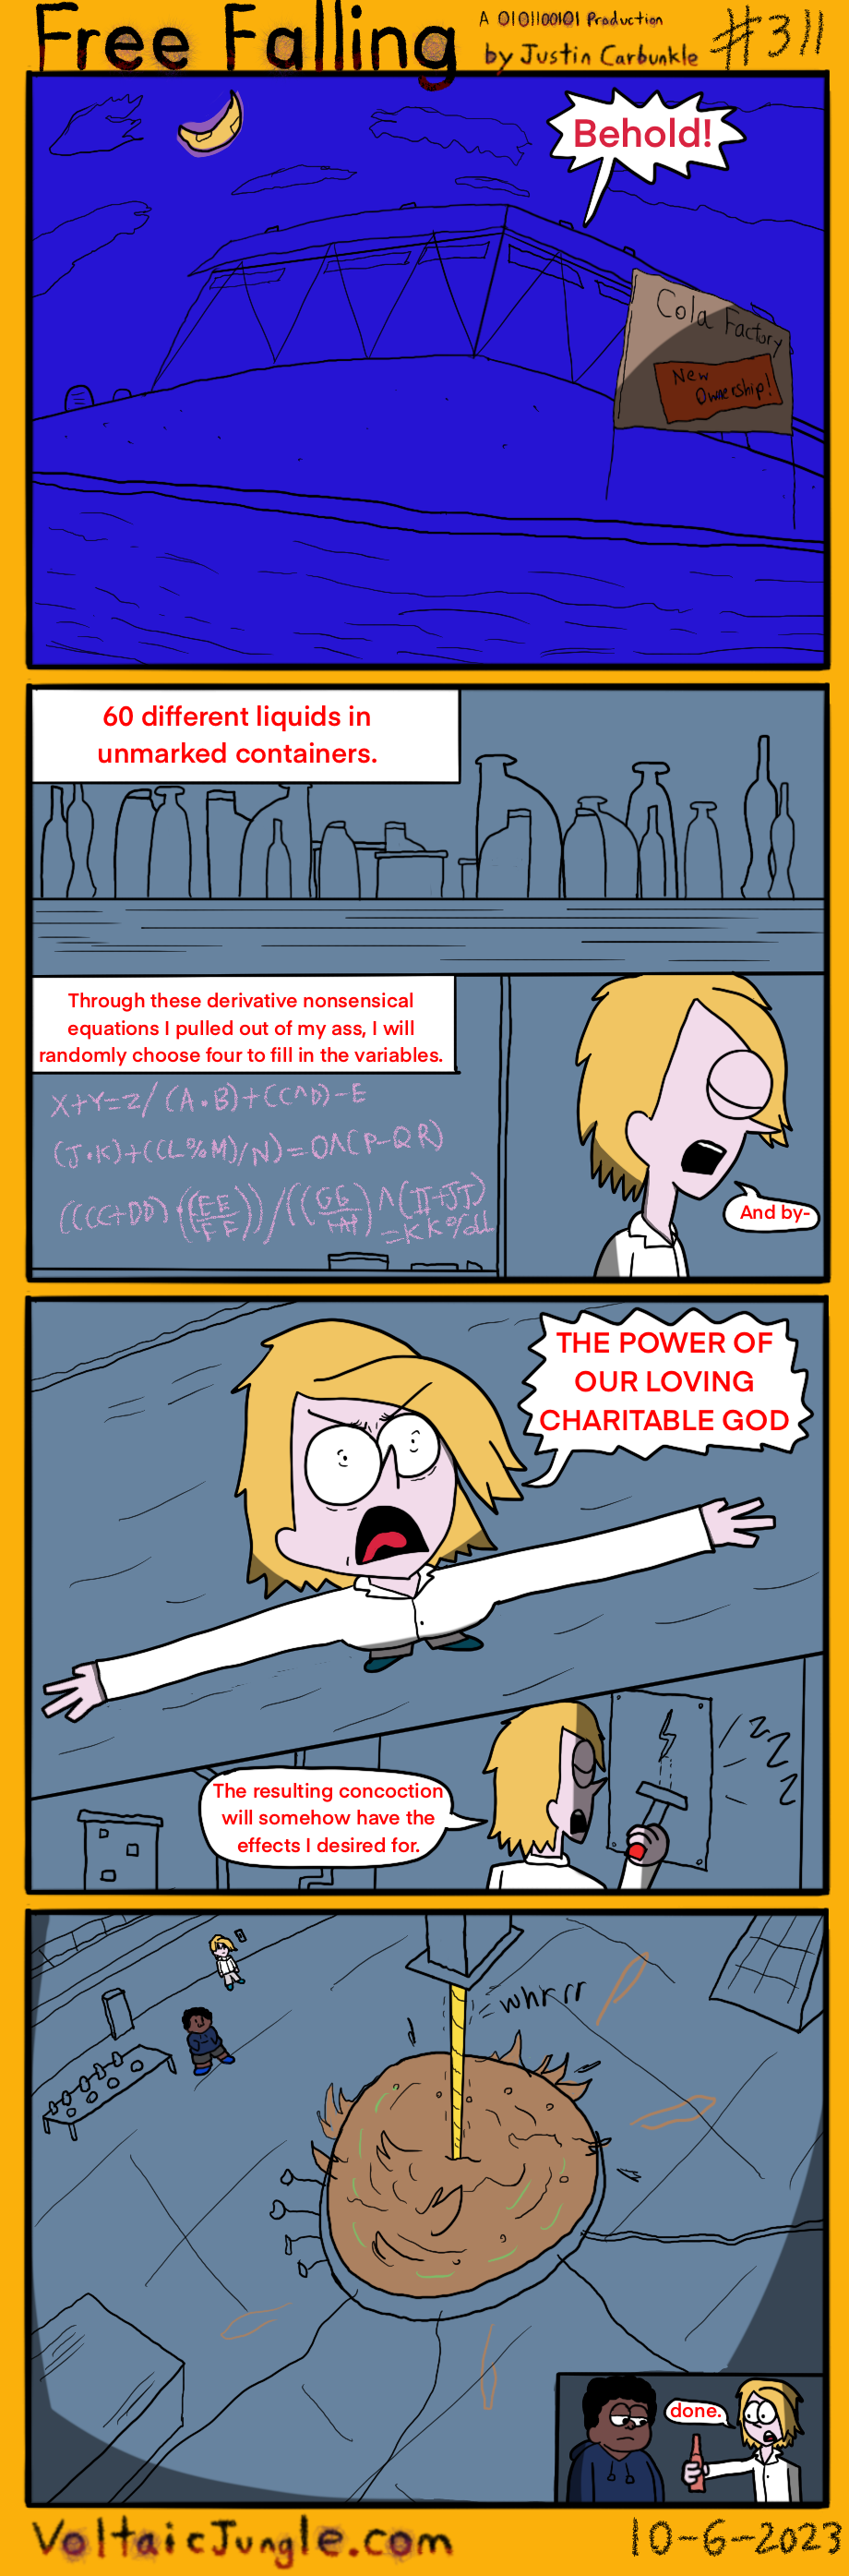 Free Falling
A 0101100101 Production
by Justin Carbunkle
#311
Behold!
Cola Factory
New
Ownership!
60 different liquids in
unmarked containers.
Through these derivative nonsensical
equations I pulled out of my ass, I will
randomly choose four to fill in the variables.
X+Y=Z/(A•B)+(C^D)-E
(J•K)+((L%M)/N)=O^(P-QR)
And by-
THE POWER OF
OUR LOVING
CHARITABLE GOD
The resulting concoction
will somehow have the
effects I desired for.
zzzz
whrrr
done.
VoltaicJungle.com
10-6-2023